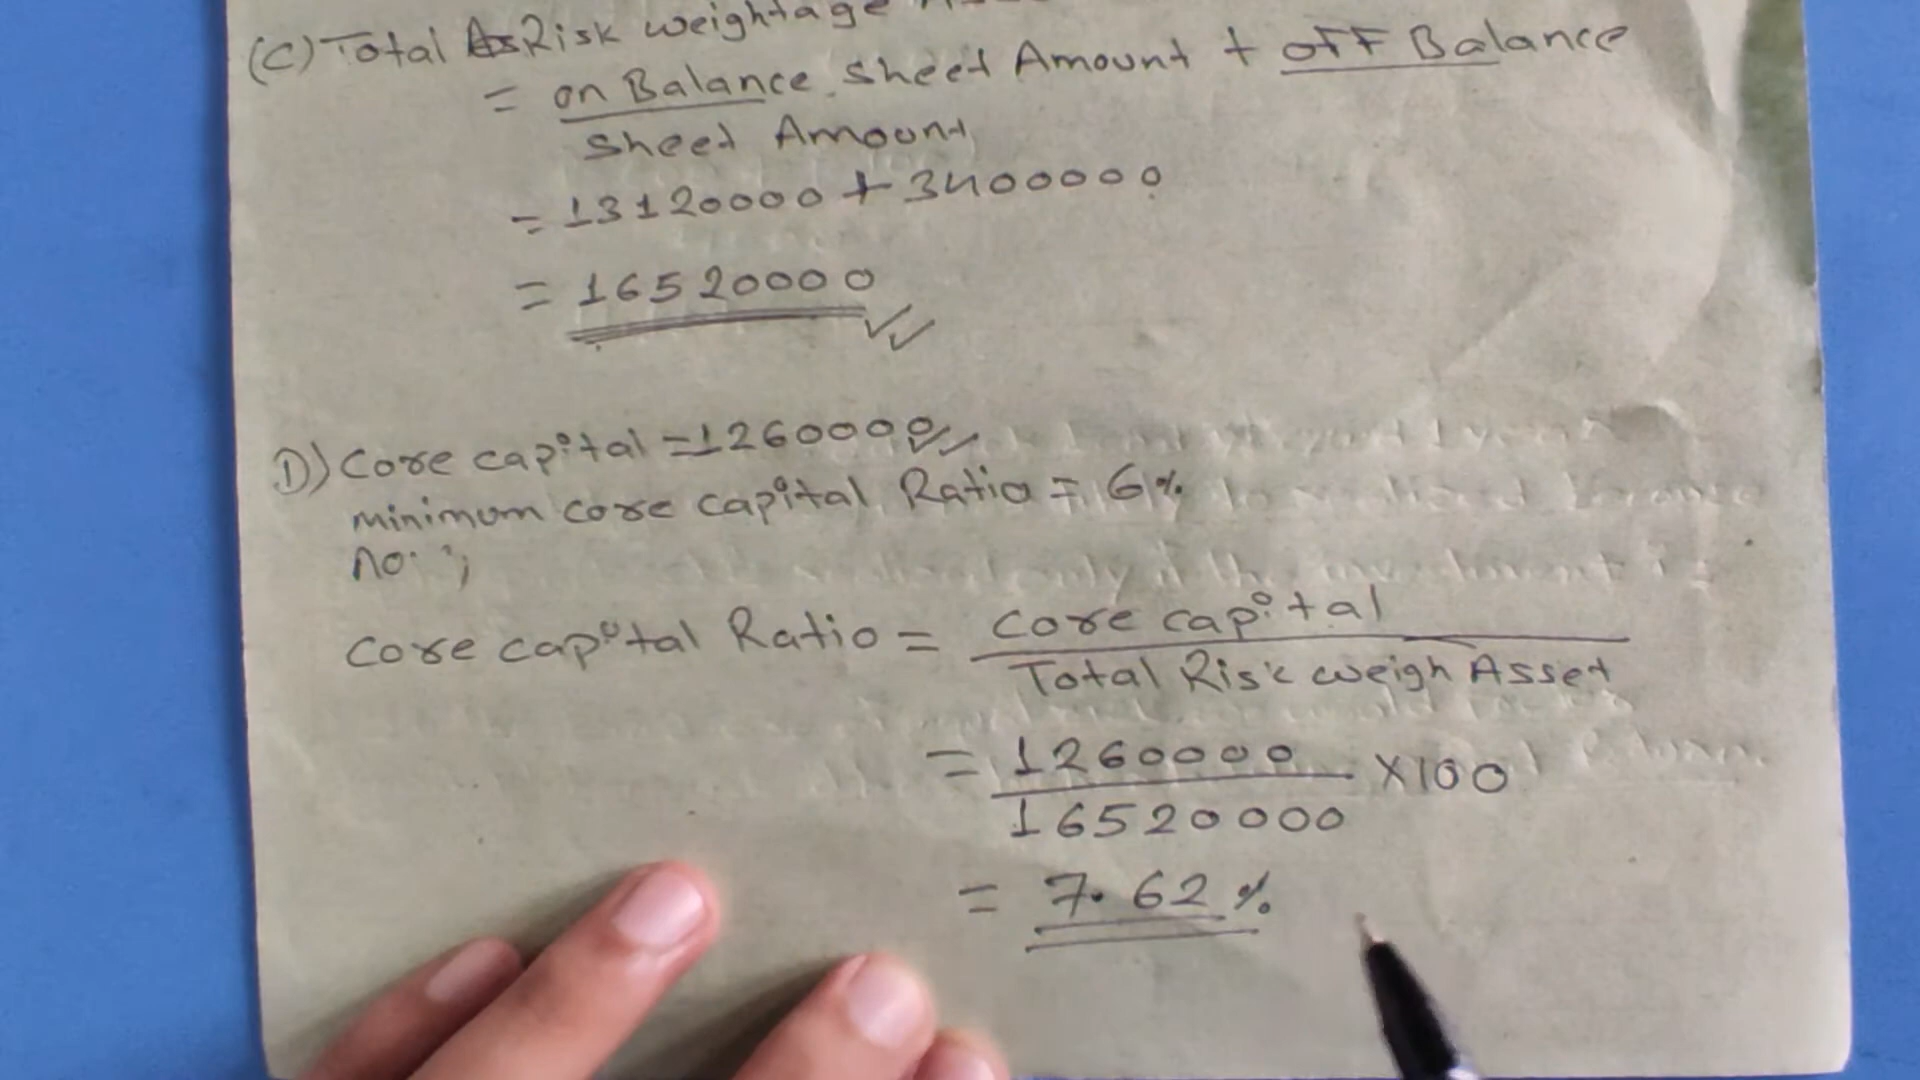 (C) Total Risk weightage
= on Balance sheet Amount + off Balance
sheet Amount
= 13120000 + 3400000
= 16520000
D) Core capital = 1260000
minimum core capital Ratio = 6%
no. ;
core capital Ratio = core capital
Total Risk weigh Asset
= 1260000 X100
16520000
= 7.62 %